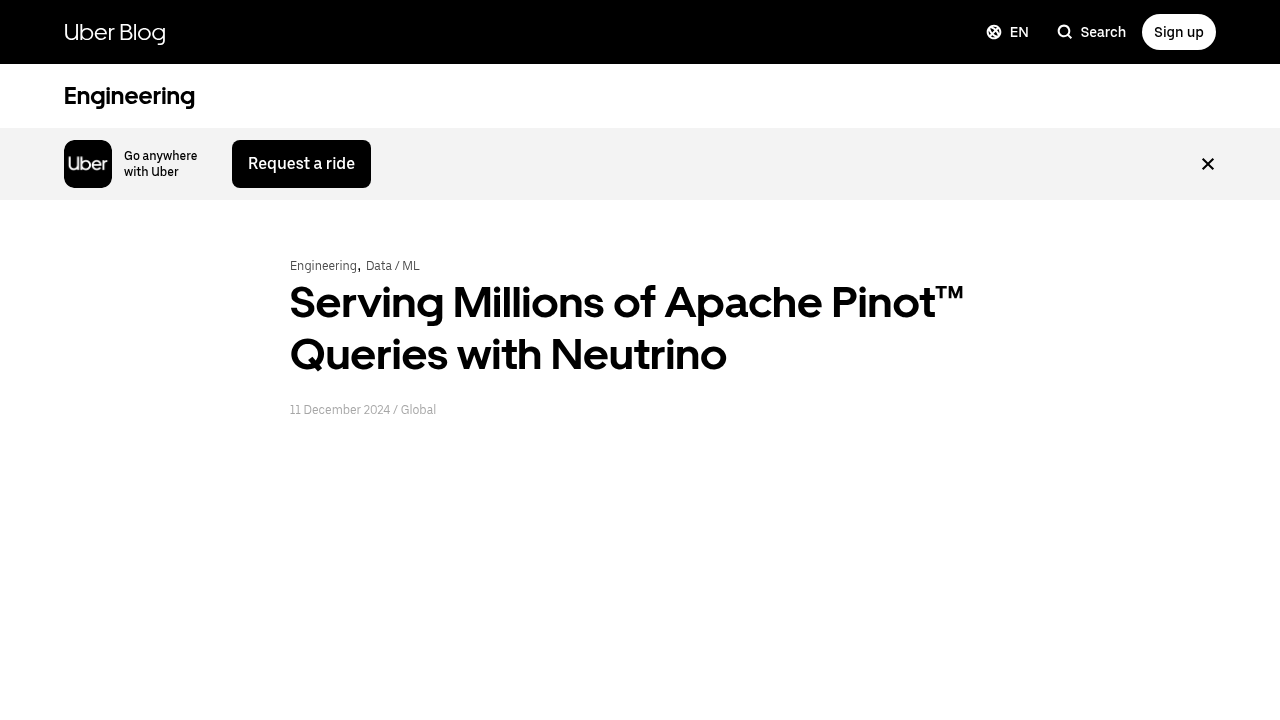 Uber Blog
EN
Search
Sign up
Engineering
Uber
Go anywhere
with Uber
Request a ride
Engineering, Data / ML
Serving Millions of Apache Pinot™
Queries with Neutrino
11 December 2024 / Global